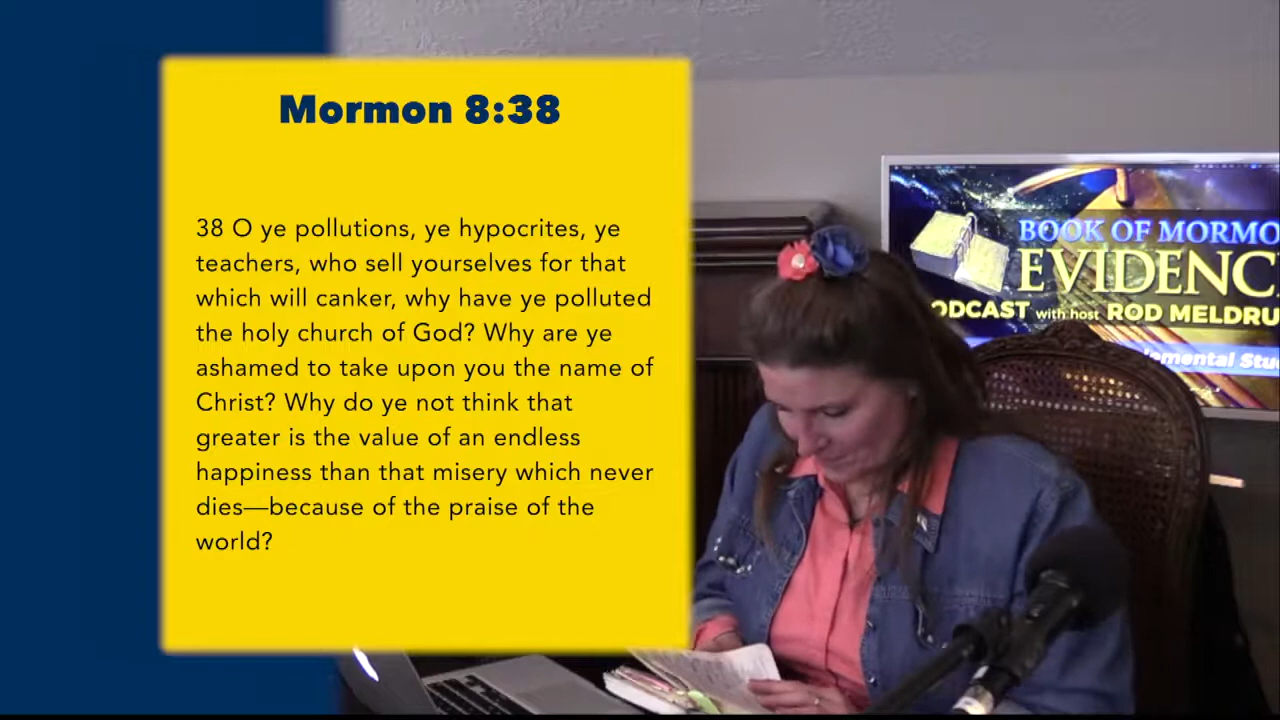 Mormon 8:38
38 O ye pollutions, ye hypocrites, ye
teachers, who sell yourselves for that
which will canker, why have ye polluted
the holy church of God? Why are ye
ashamed to take upon you the name of
Christ? Why do ye not think that
greater is the value of an endless
happiness than that misery which never
dies—because of the praise of the
world?
BOOK OF MORMO
EVIDENC
ODCAST with host ROD MELDRU
lemental Stu